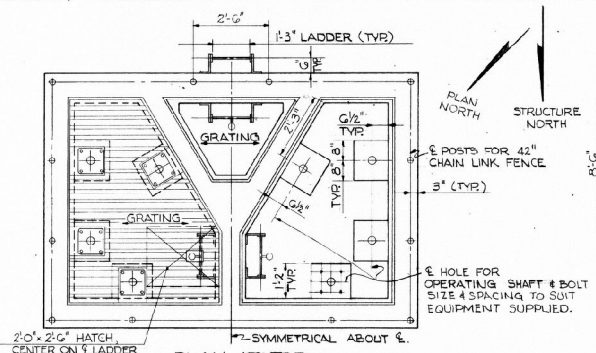 2'-6"
1'-3" LADDER (TYP.)
6"
TYP.
PLAN
NORTH
STRUCTURE
NORTH
GRATING
2'-3"
6 1/2"
TYP.
8" 8"
TYP.
℄ POSTS FOR 42"
CHAIN LINK FENCE
8'-6"
3" (TYP.)
6 1/2"
GRATING
1'-2"
TYP.
℄ HOLE FOR
OPERATING SHAFT & BOLT
SIZE & SPACING TO SUIT
EQUIPMENT SUPPLIED.
2'-0" x 2'-6" HATCH,
CENTER ON ℄ LADDER
SYMMETRICAL ABOUT ℄.